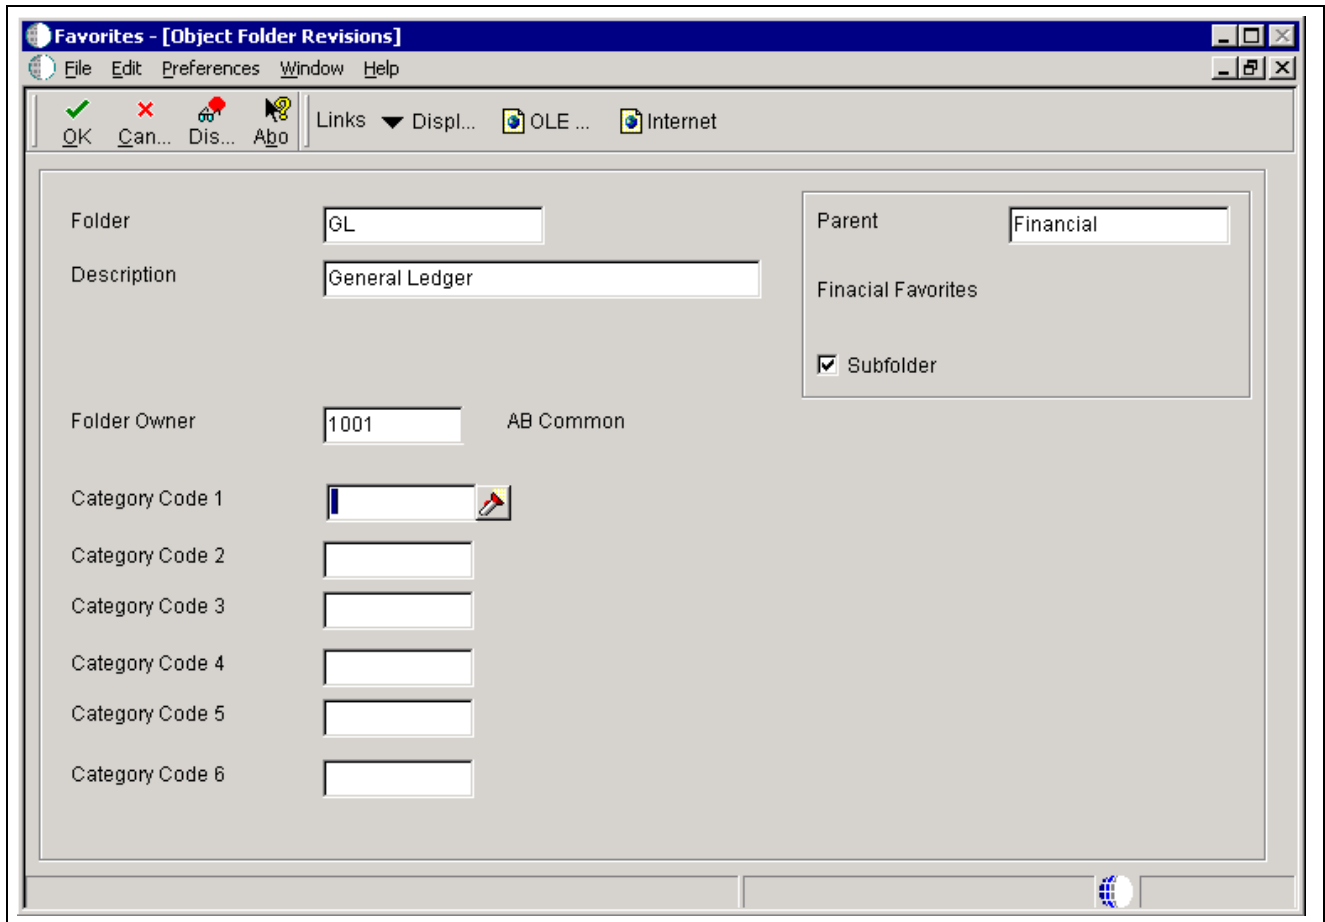 Favorites - [Object Folder Revisions]
File Edit Preferences Window Help
OK Can... Dis... Abo Links Displ... OLE ... Internet
Folder GL
Parent Financial
Description General Ledger
Finacial Favorites
Subfolder
Folder Owner 1001 AB Common
Category Code 1
Category Code 2
Category Code 3
Category Code 4
Category Code 5
Category Code 6